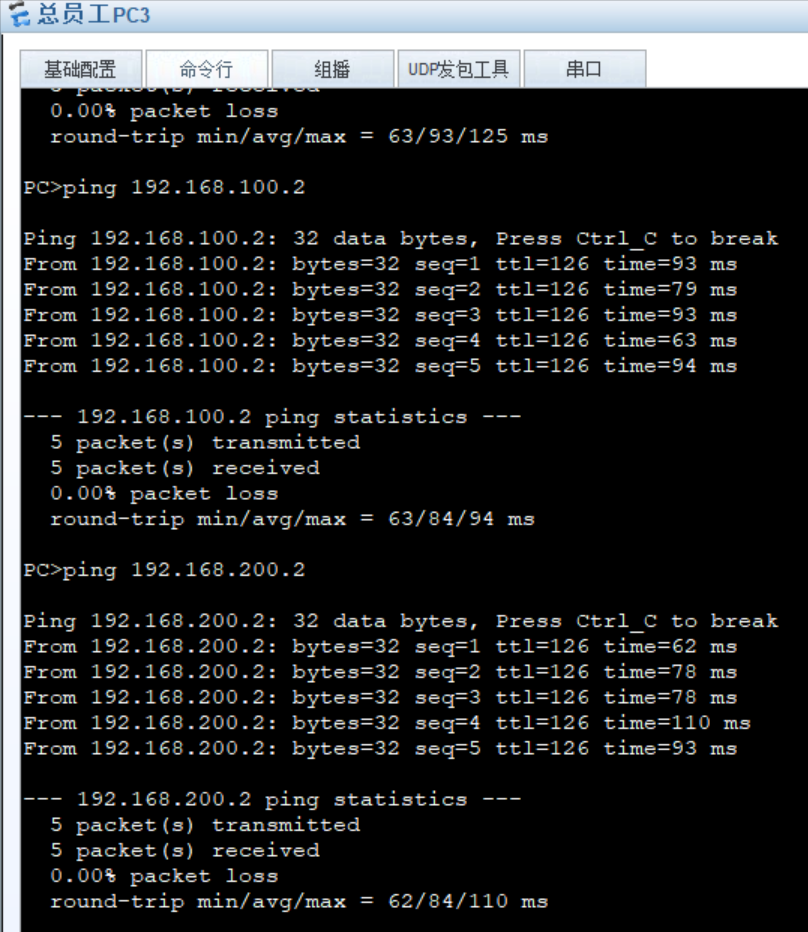 总员工PC3
基础配置 命令行 组播 UDP发包工具 串口
0.00% packet loss
round-trip min/avg/max = 63/93/125 ms
PC>ping 192.168.100.2
Ping 192.168.100.2: 32 data bytes, Press Ctrl_C to break
From 192.168.100.2: bytes=32 seq=1 ttl=126 time=93 ms
From 192.168.100.2: bytes=32 seq=2 ttl=126 time=79 ms
From 192.168.100.2: bytes=32 seq=3 ttl=126 time=93 ms
From 192.168.100.2: bytes=32 seq=4 ttl=126 time=63 ms
From 192.168.100.2: bytes=32 seq=5 ttl=126 time=94 ms
--- 192.168.100.2 ping statistics ---
5 packet(s) transmitted
5 packet(s) received
0.00% packet loss
round-trip min/avg/max = 63/84/94 ms
PC>ping 192.168.200.2
Ping 192.168.200.2: 32 data bytes, Press Ctrl_C to break
From 192.168.200.2: bytes=32 seq=1 ttl=126 time=62 ms
From 192.168.200.2: bytes=32 seq=2 ttl=126 time=78 ms
From 192.168.200.2: bytes=32 seq=3 ttl=126 time=78 ms
From 192.168.200.2: bytes=32 seq=4 ttl=126 time=110 ms
From 192.168.200.2: bytes=32 seq=5 ttl=126 time=93 ms
--- 192.168.200.2 ping statistics ---
5 packet(s) transmitted
5 packet(s) received
0.00% packet loss
round-trip min/avg/max = 62/84/110 ms